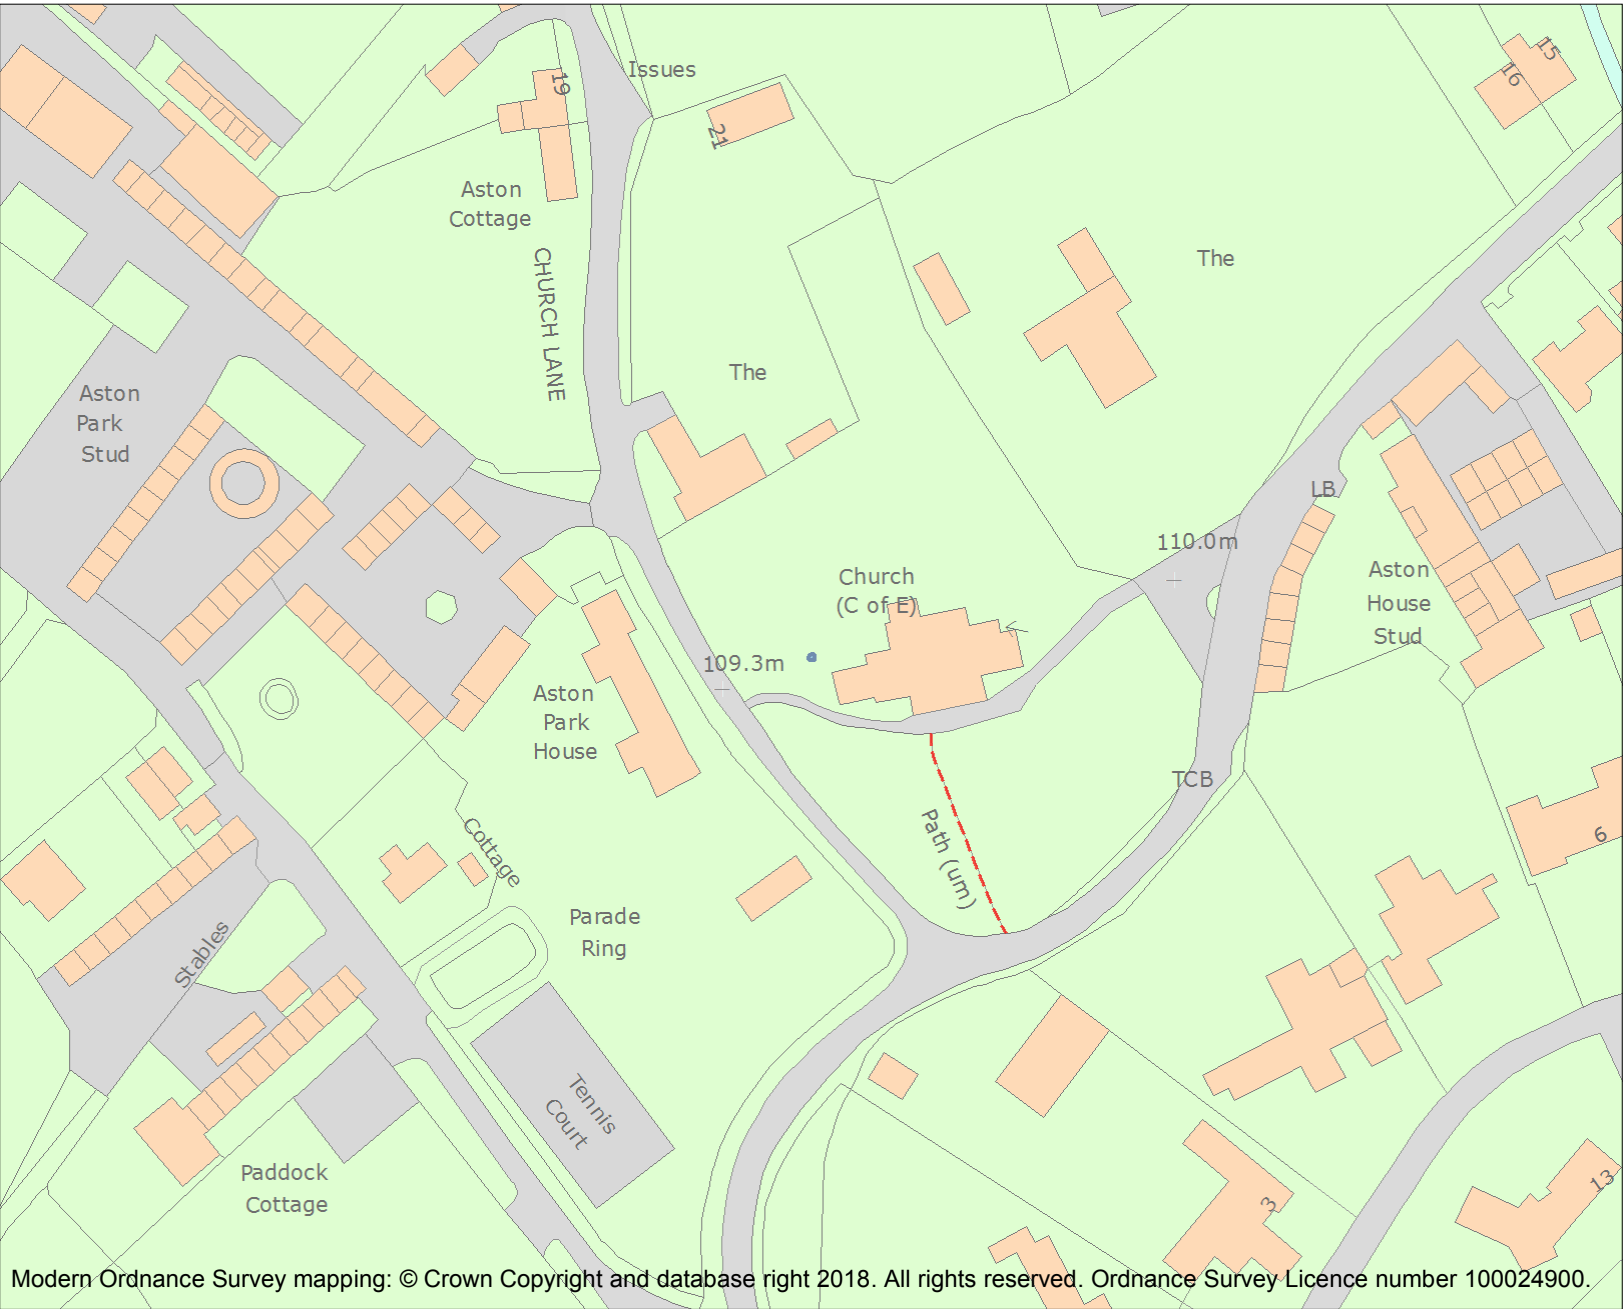 Issues
15
16
19
21
Aston
Cottage
CHURCH LANE
The
The
Aston
Park
Stud
LB
110.0m
Church
(C of E)
Aston
House
Stud
109.3m
Aston
Park
House
TCB
Path (um)
Cottage
6
Parade
Ring
Stables
Tennis
Court
Paddock
Cottage
3
13
Modern Ordnance Survey mapping: © Crown Copyright and database right 2018. All rights reserved. Ordnance Survey Licence number 100024900.